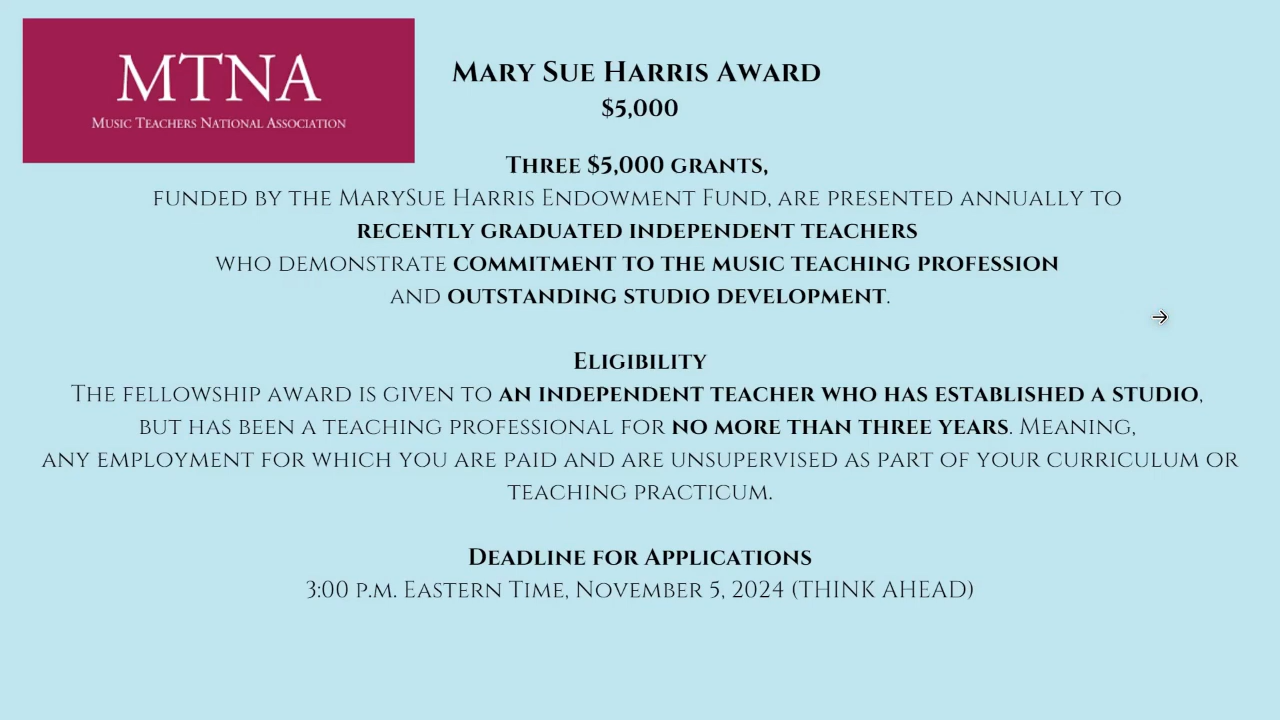 MTNA
Music Teachers National Association
Mary Sue Harris Award
$5,000
Three $5,000 grants,
funded by the MarySue Harris Endowment Fund, are presented annually to
recently graduated independent teachers
who demonstrate commitment to the music teaching profession
and outstanding studio development.
Eligibility
The fellowship award is given to an independent teacher who has established a studio,
but has been a teaching professional for no more than three years. Meaning,
any employment for which you are paid and are unsupervised as part of your curriculum or
teaching practicum.
Deadline for Applications
3:00 p.m. Eastern Time, November 5, 2024 (THINK AHEAD)